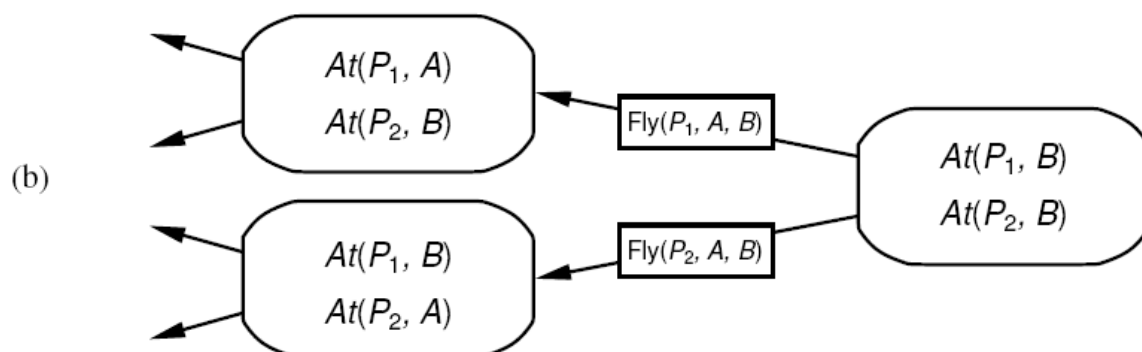 (b)
At(P₁, A)
At(P₂, B)
Fly(P₁, A, B)
At(P₁, B)
At(P₂, B)
Fly(P₂, A, B)
At(P₁, B)
At(P₂, A)